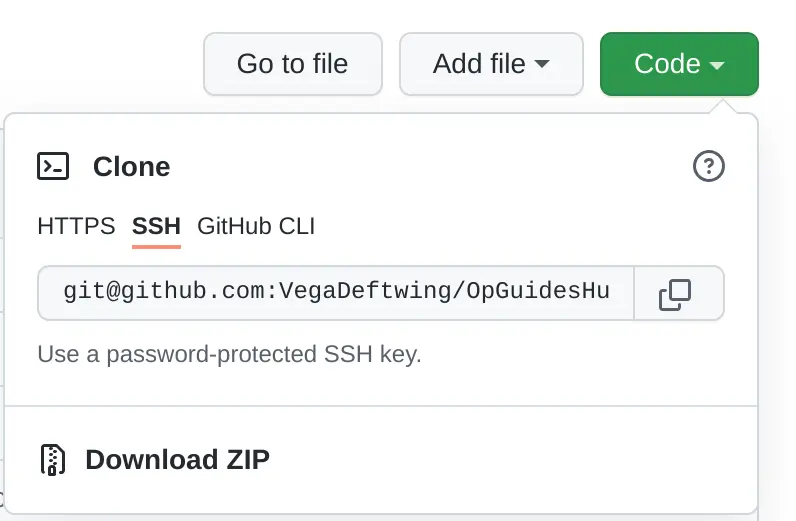 Go to file Add file Code
Clone
HTTPS SSH GitHub CLI
git@github.com:VegaDeftwing/OpGuidesHu
Use a password-protected SSH key.
Download ZIP